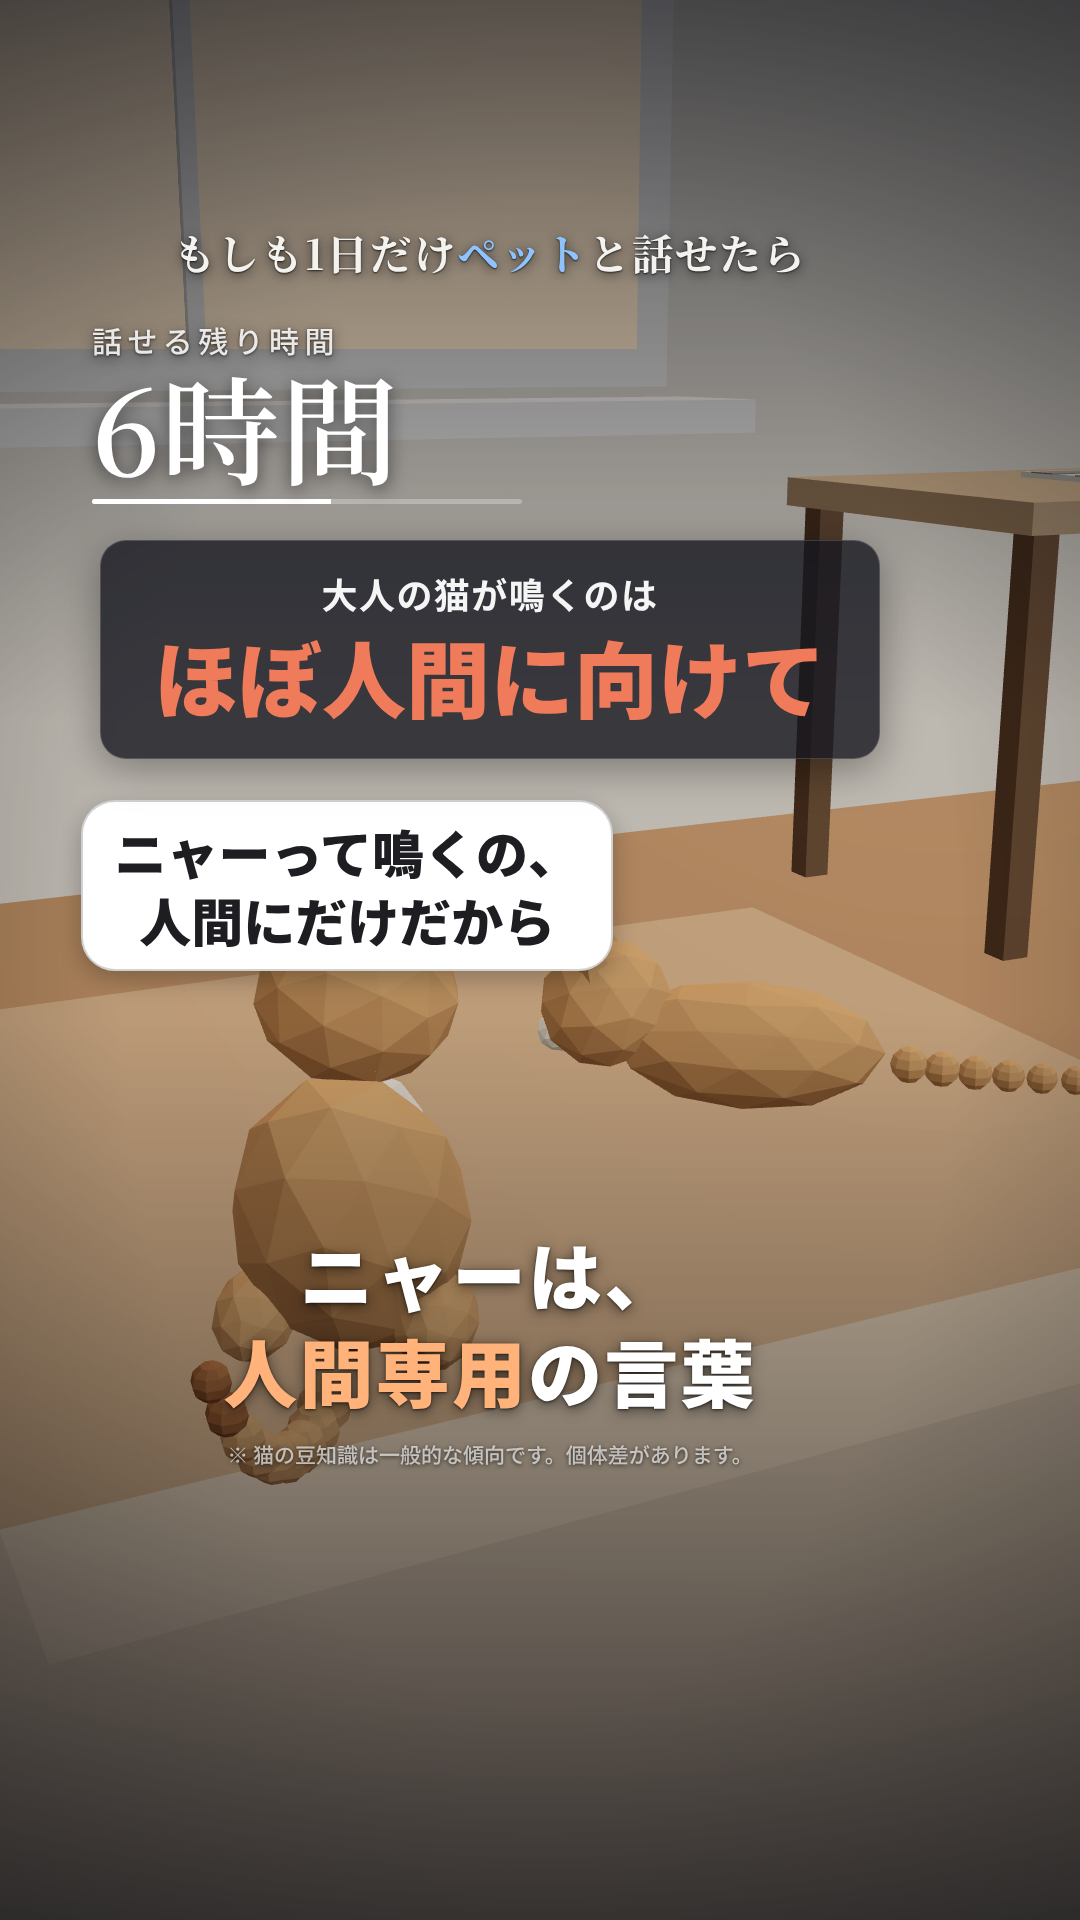 もしも1日だけペットと話せたら
話せる残り時間
6時間
大人の猫が鳴くのは
ほぼ人間に向けて
ニャーって鳴くの、
人間にだけだから
ニャーは、
人間専用の言葉
※ 猫の豆知識は一般的な傾向です。個体差があります。